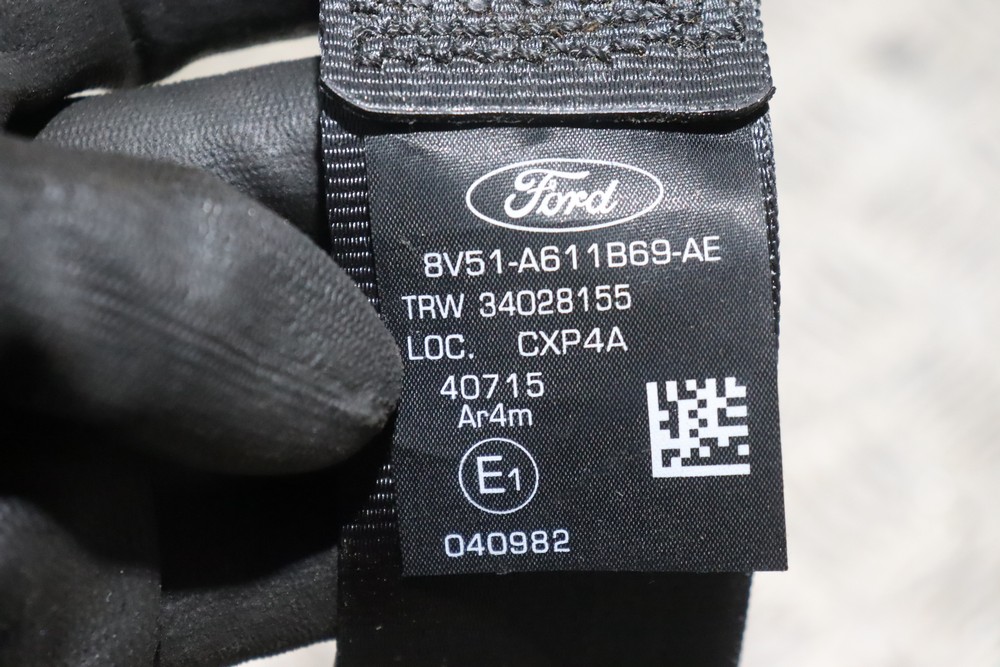 Ford
8V51-A611B69-AE
TRW 34028155
LOC. CXP4A
40715
Ar4m
E1
040982